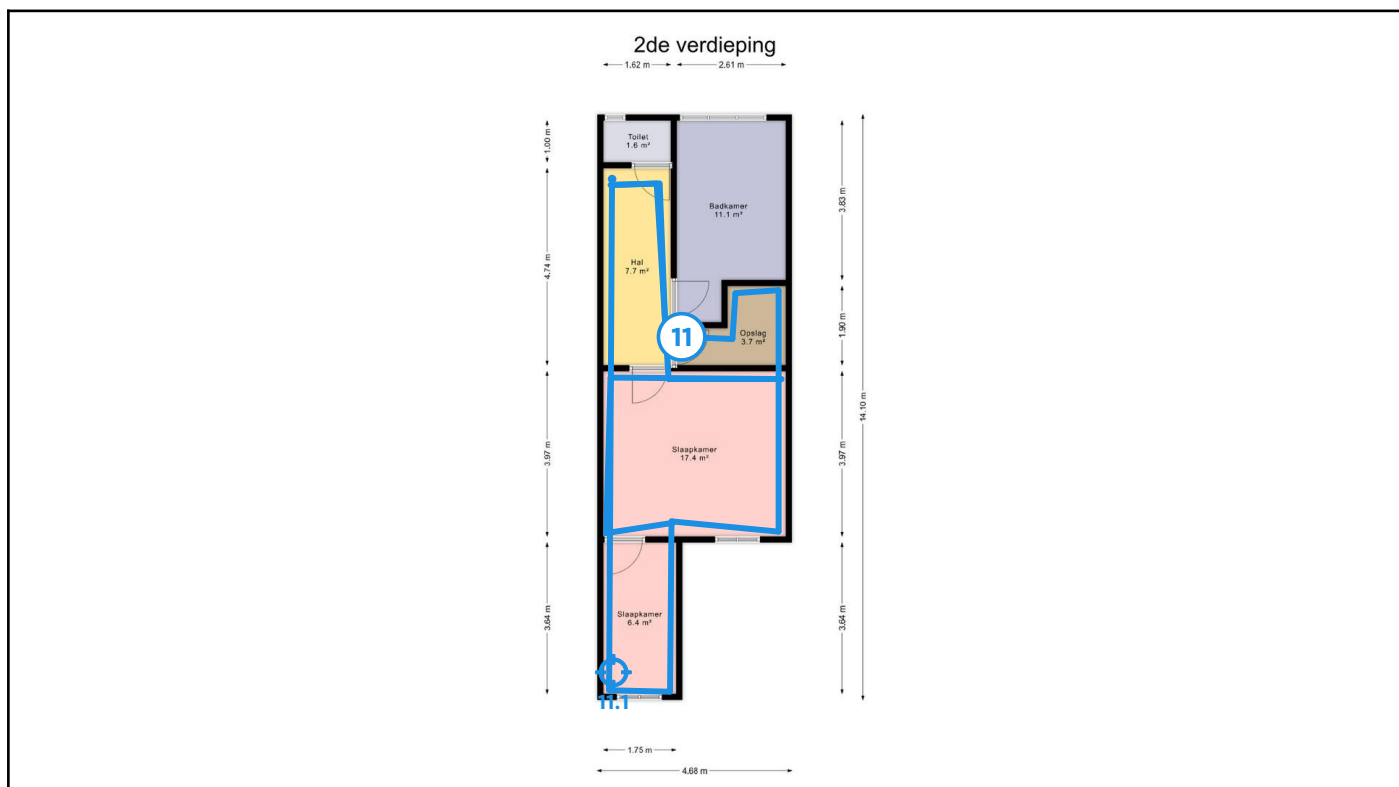 2de verdieping
1.62 m
2.61 m
Toilet
1.6 m²
1.00 m
Badkamer
11.1 m²
3.83 m
Hal
7.7 m²
4.74 m
11
Opslag
3.7 m²
1.90 m
14.10 m
Slaapkamer
17.4 m²
3.97 m
3.97 m
Slaapkamer
6.4 m²
3.64 m
3.64 m
11.1
1.75 m
4.68 m